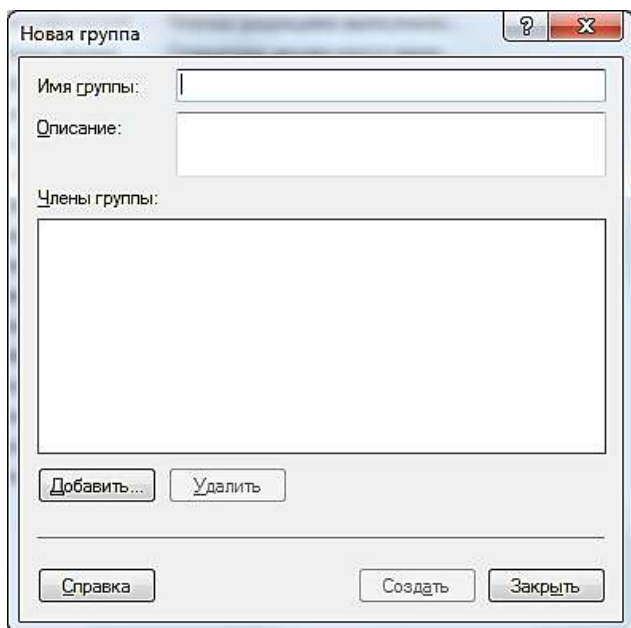 Новая группа
Имя группы:
Описание:
Члены группы:
Добавить... Удалить
Справка Создать Закрыть